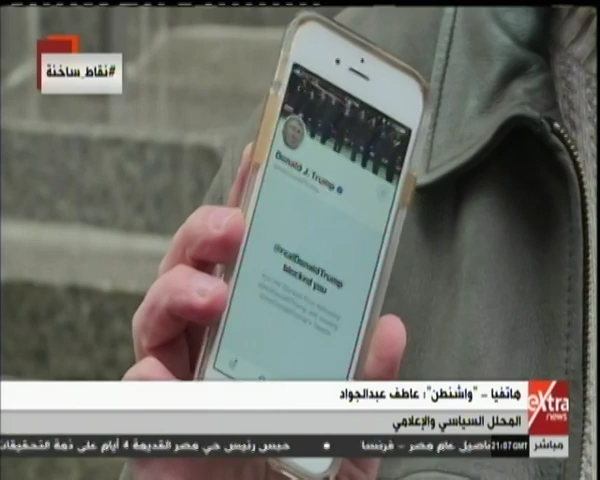 #نقاط_ساخنة
Donald J. Trump
@realDonaldTrump
blocked you
هاتفيا - "واشنطن": عاطف عبدالجواد
المحلل السياسي والإعلامي
extra
news
مباشر
21:07 GMT
تفاصيل عام مصر - فرنسا
حبس رئيس حي مصر القديمة 4 أيام على ذمة التحقيقات